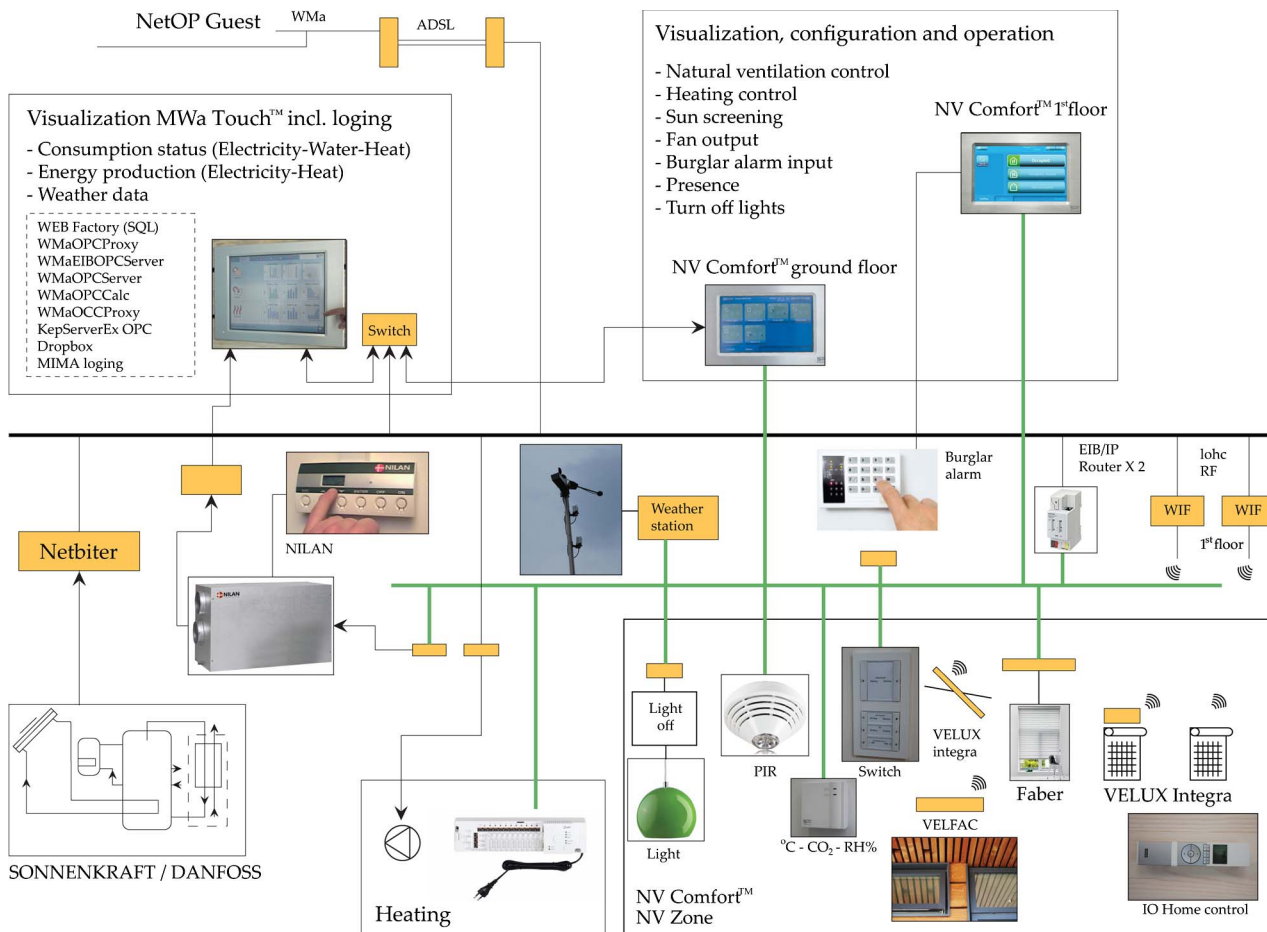 NetOP Guest
WMa
ADSL
Visualization MWa Touch™ incl. loging
- Consumption status (Electricity-Water-Heat)
- Energy production (Electricity-Heat)
- Weather data
WEB Factory (SQL)
WMaOPCProxy
WMaEIBOPCServer
WMaOPCServer
WMaOPCCalc
WMaOCCProxy
KepServerEx OPC
Dropbox
MIMA loging
Switch
Visualization, configuration and operation
- Natural ventilation control
- Heating control
- Sun screening
- Fan output
- Burglar alarm input
- Presence
- Turn off lights
NV Comfort™ 1st floor
NV Comfort™ ground floor
Netbiter
NILAN
NILAN
Weather
station
Burglar
alarm
EIB/IP
Router X 2
lohc
RF
WIF
WIF
1st floor
NILAN
SONNENKRAFT / DANFOSS
Heating
Light
off
Light
PIR
°C - CO2 - RH%
Switch
VELUX
integra
VELFAC
Faber
VELUX Integra
IO Home control
NV Comfort™
NV Zone